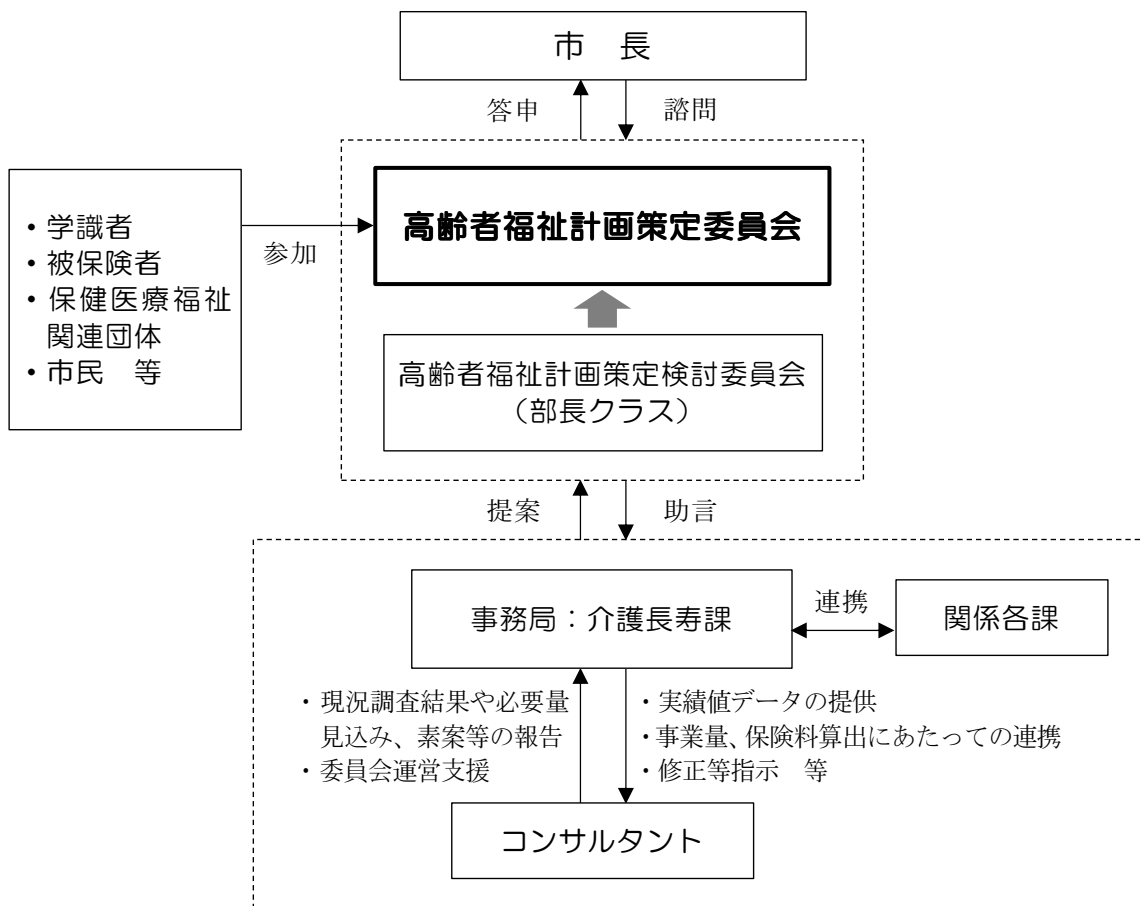 市　長
答申
諮問
・学識者
・被保険者
・保健医療福祉
関連団体
・市民　等
参加
高齢者福祉計画策定委員会
高齢者福祉計画策定検討委員会
（部長クラス）
提案
助言
事務局：介護長寿課
連携
関係各課
・現況調査結果や必要量
見込み、素案等の報告
・委員会運営支援
・実績値データの提供
・事業量、保険料算出にあたっての連携
・修正等指示　等
コンサルタント